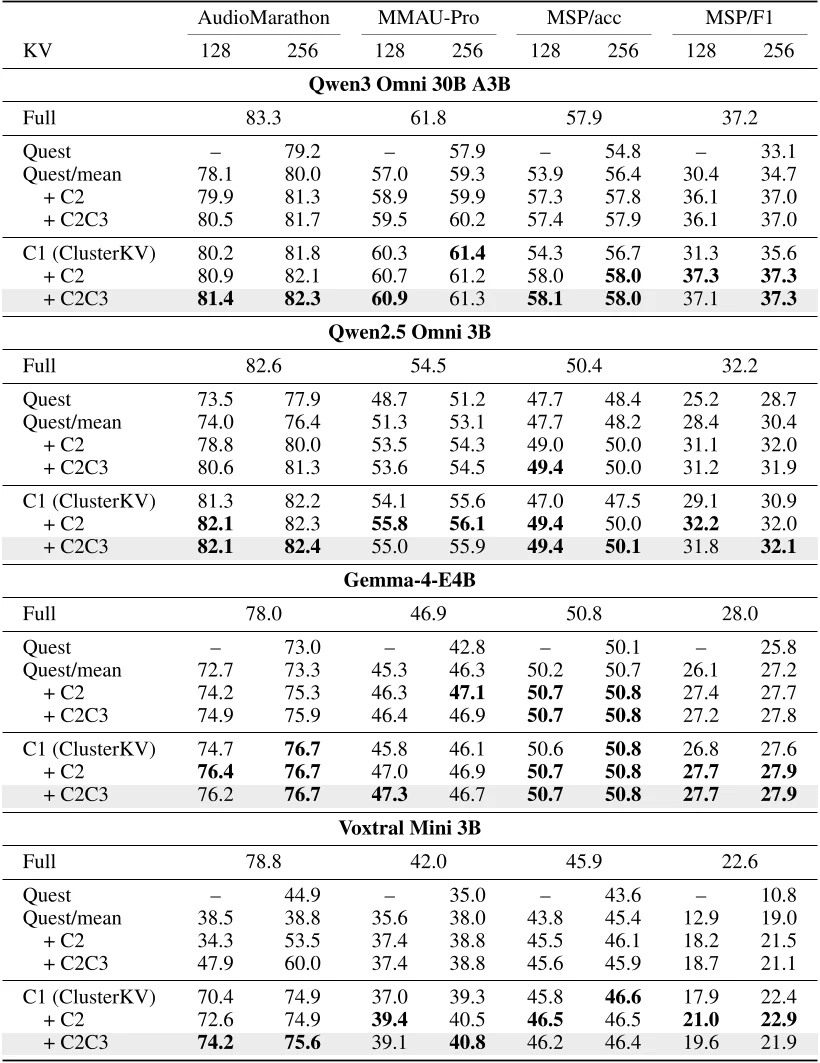 AudioMarathon MMAU-Pro MSP/acc MSP/F1
KV 128 256 128 256 128 256 128 256
Qwen3 Omni 30B A3B
Full 83.3 61.8 57.9 37.2
Quest – 79.2 – 57.9 – 54.8 – 33.1
Quest/mean 78.1 80.0 57.0 59.3 53.9 56.4 30.4 34.7
+ C2 79.9 81.3 58.9 59.9 57.3 57.8 36.1 37.0
+ C2C3 80.5 81.7 59.5 60.2 57.4 57.9 36.1 37.0
C1 (ClusterKV) 80.2 81.8 60.3 61.4 54.3 56.7 31.3 35.6
+ C2 80.9 82.1 60.7 61.2 58.0 58.0 37.3 37.3
+ C2C3 81.4 82.3 60.9 61.3 58.1 58.0 37.1 37.3
Qwen2.5 Omni 3B
Full 82.6 54.5 50.4 32.2
Quest 73.5 77.9 48.7 51.2 47.7 48.4 25.2 28.7
Quest/mean 74.0 76.4 51.3 53.1 47.7 48.2 28.4 30.4
+ C2 78.8 80.0 53.5 54.3 49.0 50.0 31.1 32.0
+ C2C3 80.6 81.3 53.6 54.5 49.4 50.0 31.2 31.9
C1 (ClusterKV) 81.3 82.2 54.1 55.6 47.0 47.5 29.1 30.9
+ C2 82.1 82.3 55.8 56.1 49.4 50.0 32.2 32.0
+ C2C3 82.1 82.4 55.0 55.9 49.4 50.1 31.8 32.1
Gemma-4-E4B
Full 78.0 46.9 50.8 28.0
Quest – 73.0 – 42.8 – 50.1 – 25.8
Quest/mean 72.7 73.3 45.3 46.3 50.2 50.7 26.1 27.2
+ C2 74.2 75.3 46.3 47.1 50.7 50.8 27.4 27.7
+ C2C3 74.9 75.9 46.4 46.9 50.7 50.8 27.2 27.8
C1 (ClusterKV) 74.7 76.7 45.8 46.1 50.6 50.8 26.8 27.6
+ C2 76.4 76.7 47.0 46.9 50.7 50.8 27.7 27.9
+ C2C3 76.2 76.7 47.3 46.7 50.7 50.8 27.7 27.9
Voxtral Mini 3B
Full 78.8 42.0 45.9 22.6
Quest – 44.9 – 35.0 – 43.6 – 10.8
Quest/mean 38.5 38.8 35.6 38.0 43.8 45.4 12.9 19.0
+ C2 34.3 53.5 37.4 38.8 45.5 46.1 18.2 21.5
+ C2C3 47.9 60.0 37.4 38.8 45.6 45.9 18.7 21.1
C1 (ClusterKV) 70.4 74.9 37.0 39.3 45.8 46.6 17.9 22.4
+ C2 72.6 74.9 39.4 40.5 46.5 46.5 21.0 22.9
+ C2C3 74.2 75.6 39.1 40.8 46.2 46.4 19.6 21.9